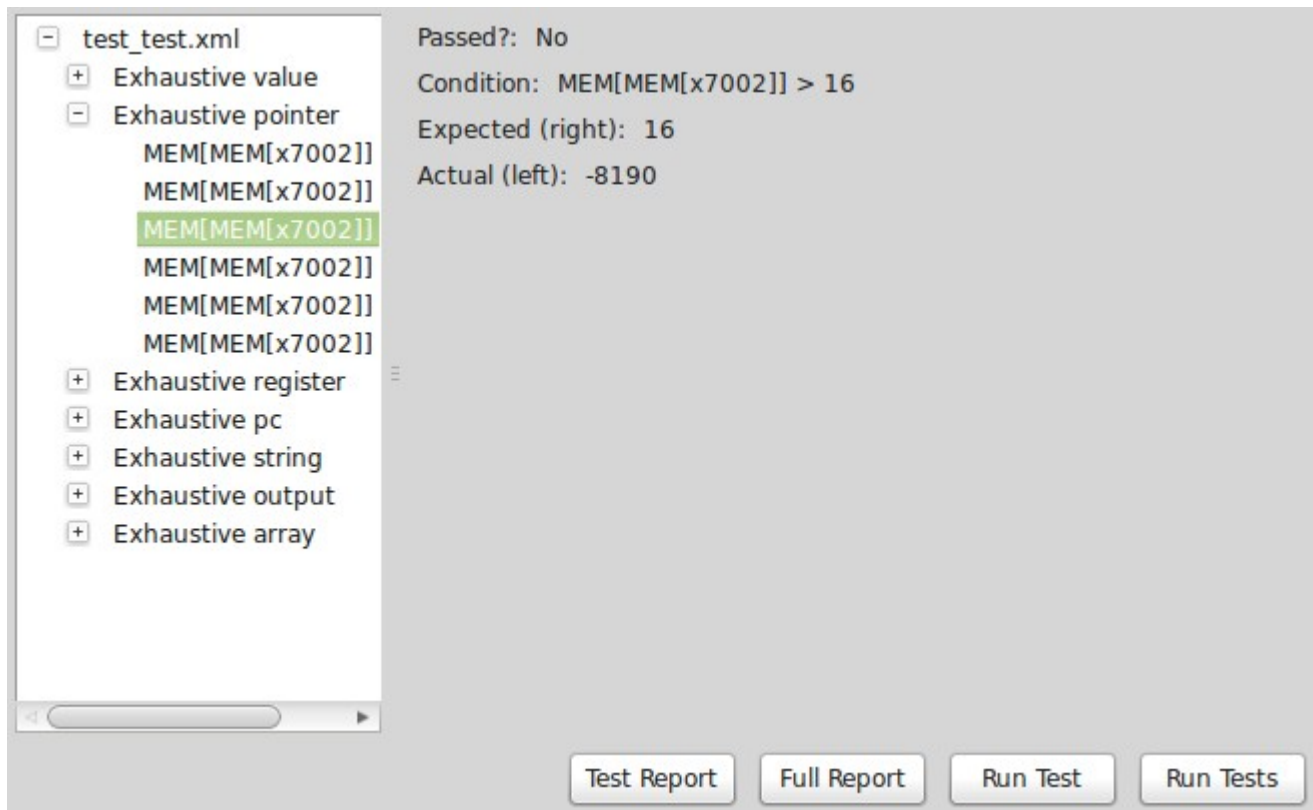 test_test.xml
Exhaustive value
Exhaustive pointer
MEM[MEM[x7002]]
MEM[MEM[x7002]]
MEM[MEM[x7002]]
MEM[MEM[x7002]]
MEM[MEM[x7002]]
MEM[MEM[x7002]]
Exhaustive register
Exhaustive pc
Exhaustive string
Exhaustive output
Exhaustive array
Passed?: No
Condition: MEM[MEM[x7002]] > 16
Expected (right): 16
Actual (left): -8190
Test Report
Full Report
Run Test
Run Tests